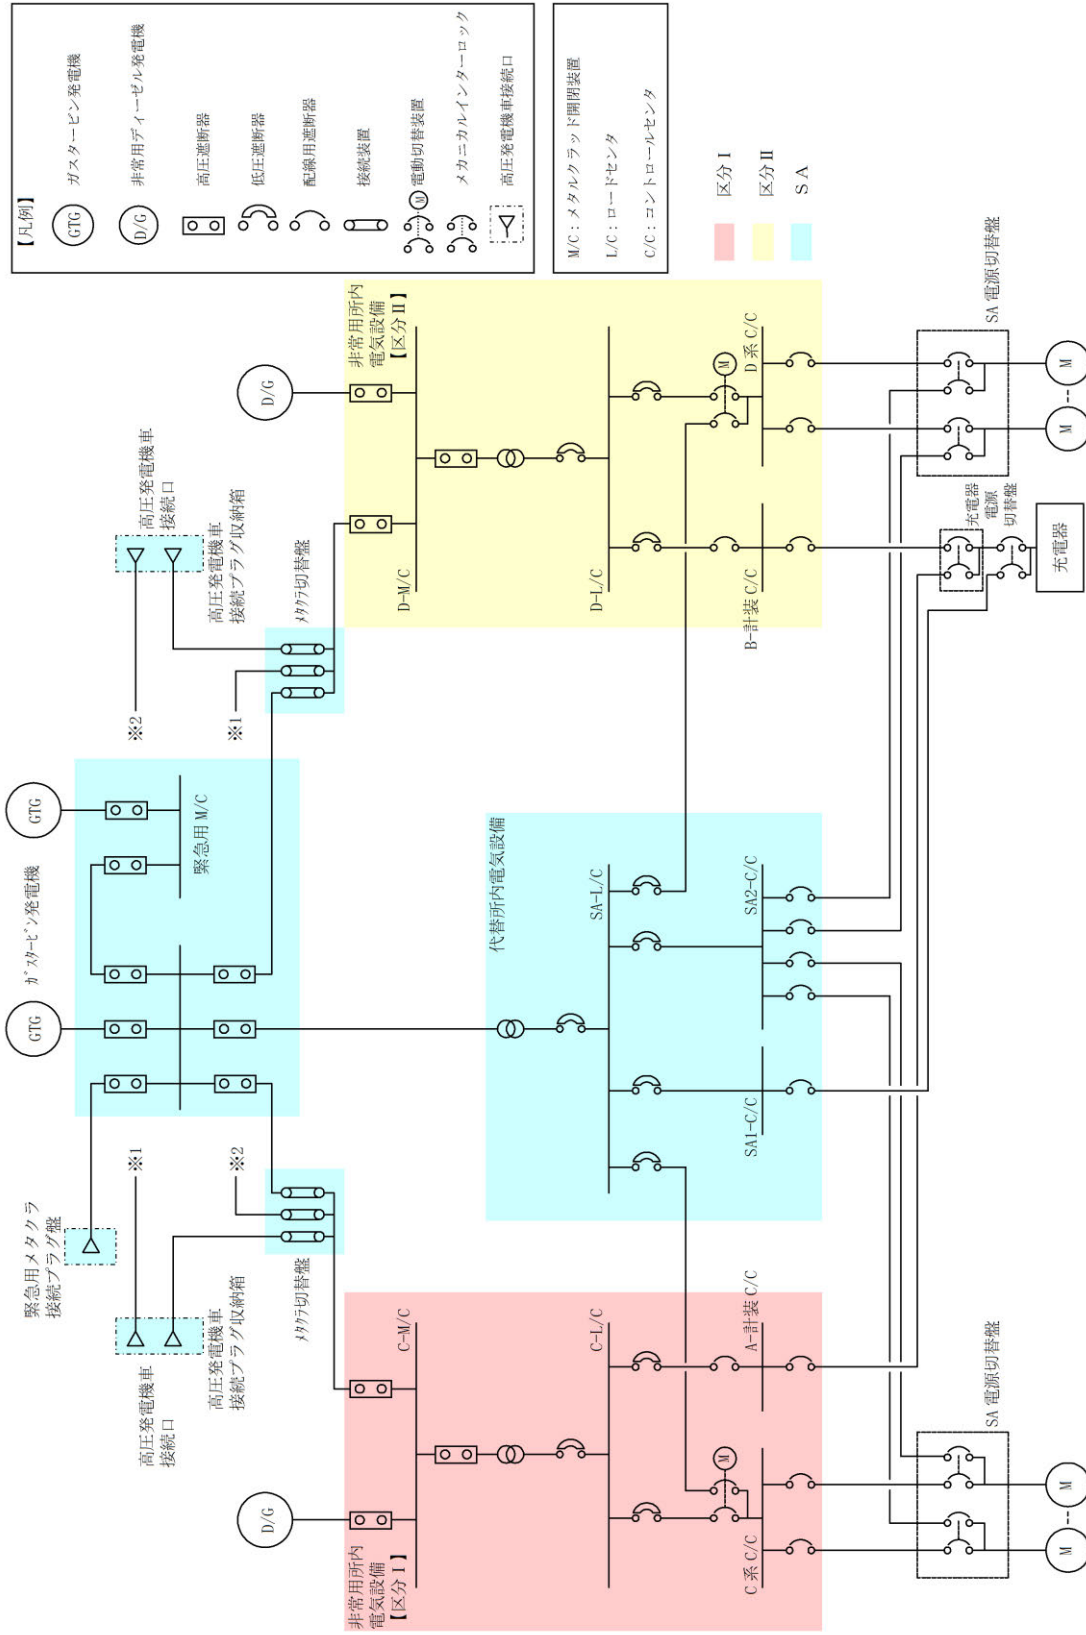 【凡例】
GTG
ガスタービン発電機
D/G
非常用ディーゼル発電機
高圧遮断器
低圧遮断器
配線用遮断器
接続装置
M
電動切替装置
メカニカルインターロック
高圧発電機車接続口
M/C：メタルクラッド開閉装置
L/C：ロードセンタ
C/C：コントロールセンタ
区分Ⅰ
区分Ⅱ
ＳＡ
緊急用メタクラ
接続プラグ盤
GTG
ｶﾞｽﾀｰﾋﾞﾝ発電機
GTG
高圧発電機車
接続口
※1
高圧発電機車
接続プラグ収納箱
※2
緊急用 M/C
※2
高圧発電機車
接続口
※1
高圧発電機車
接続プラグ収納箱
ﾒﾀｸﾗ切替盤
ﾒﾀｸﾗ切替盤
D/G
非常用所内
電気設備
【区分Ⅰ】
C-M/C
C-L/C
M
C 系 C/C
A-計装 C/C
代替所内電気設備
SA-L/C
SA1-C/C
SA2-C/C
D/G
非常用所内
電気設備
【区分Ⅱ】
D-M/C
D-L/C
M
B-計装 C/C
D 系 C/C
SA 電源切替盤
M
M
充電器
電源
切替盤
充電器
SA 電源切替盤
M
M